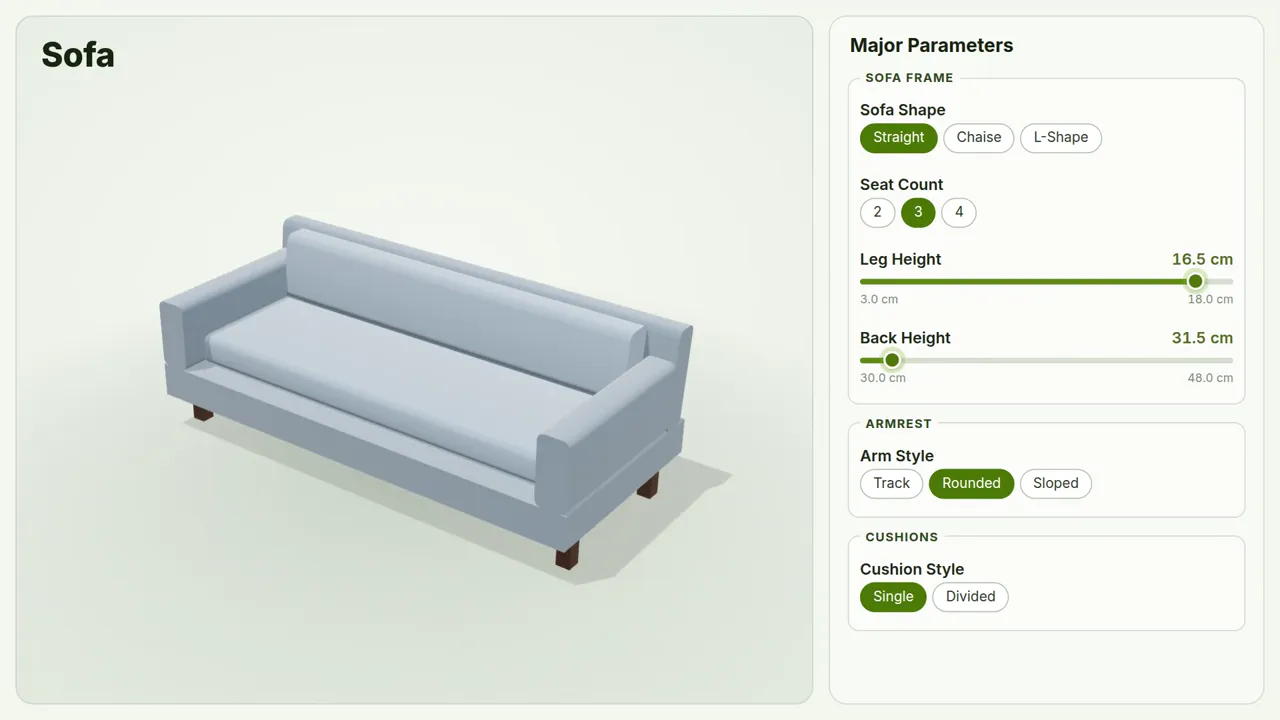 Sofa
Major Parameters
SOFA FRAME
Sofa Shape
Straight Chaise L-Shape
Seat Count
2 3 4
Leg Height 16.5 cm
3.0 cm 18.0 cm
Back Height 31.5 cm
30.0 cm 48.0 cm
ARMREST
Arm Style
Track Rounded Sloped
CUSHIONS
Cushion Style
Single Divided